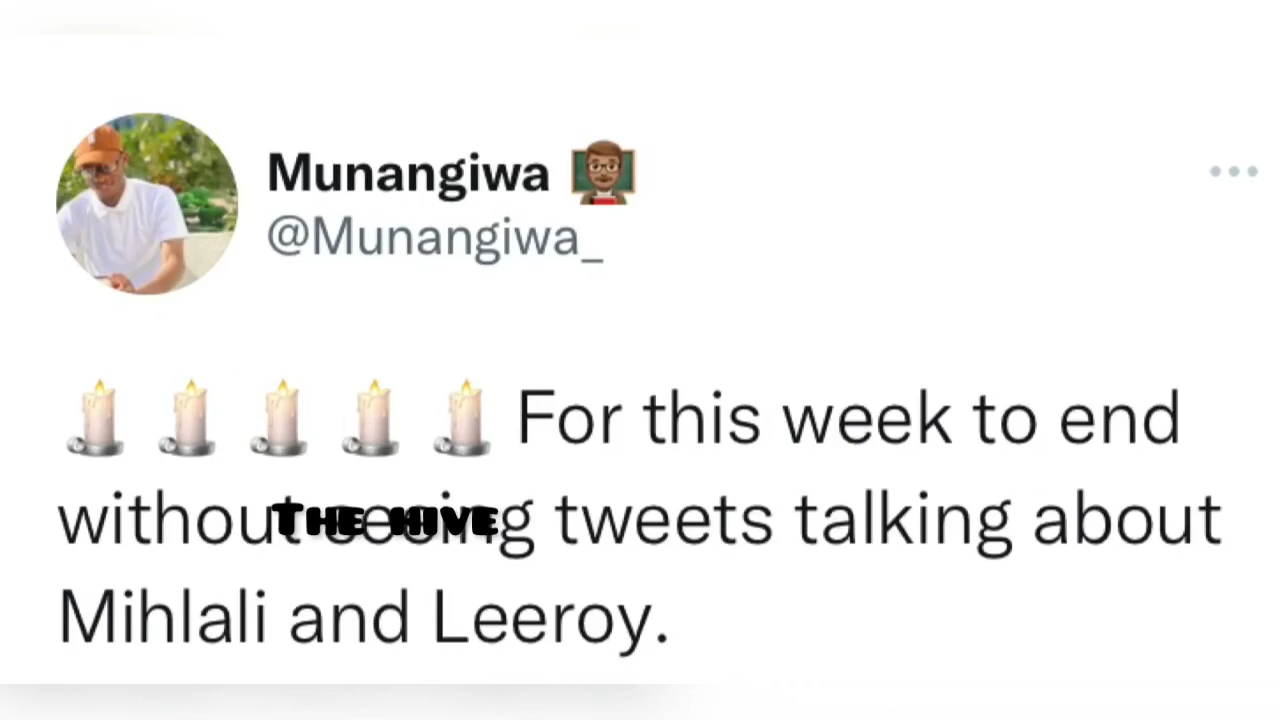 Munangiwa
@Munangiwa_
For this week to end
without seeing tweets talking about
Mihlali and Leeroy.
The hive